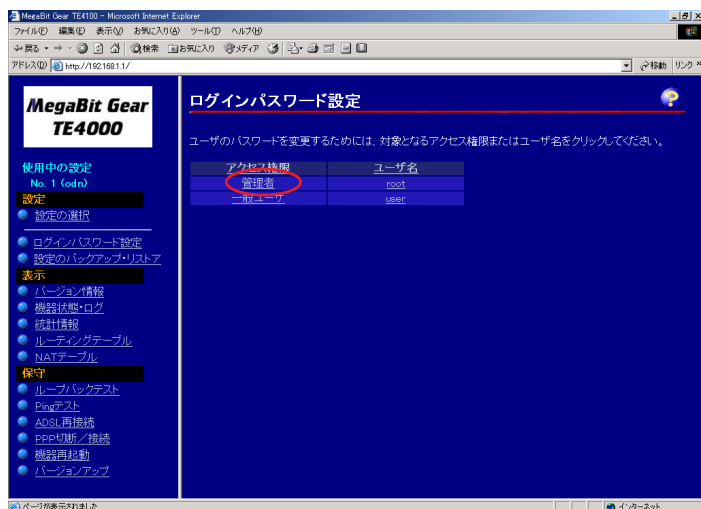 MegaBit Gear TE4100 - Microsoft Internet Explorer
ファイル(F) 編集(E) 表示(V) お気に入り(A) ツール(T) ヘルプ(H)
戻る 検索 お気に入り メディア
アドレス(D) http://192.168.1.1/ 移動 リンク
MegaBit Gear
TE4000
使用中の設定
No. 1 (odn)
設定
設定の選択
ログインパスワード設定
設定のバックアップ・リストア
表示
バージョン情報
機器状態・ログ
統計情報
ルーティングテーブル
NATテーブル
保守
ループバックテスト
Pingテスト
ADSL再接続
PPP切断/接続
機器再起動
バージョンアップ
ログインパスワード設定
ユーザのパスワードを変更するためには、対象となるアクセス権限またはユーザ名をクリックしてください。
アクセス権限 ユーザ名
管理者 root
一般ユーザ user
ページが表示されました インターネット